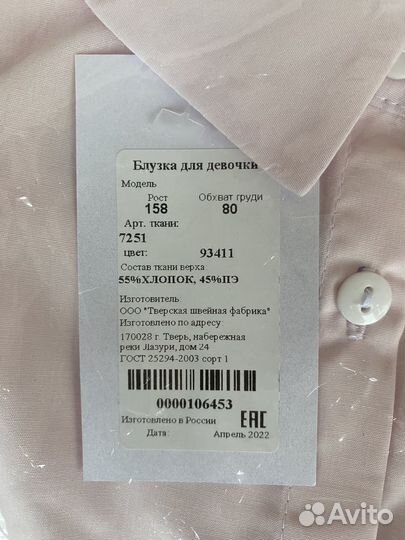 Блузка для девочки
Модель
Рост Обхват груди
158 80
Арт. ткани:
7251
цвет: 93411
Состав ткани верха
55%ХЛОПОК, 45%ПЭ
Изготовитель
ООО "Тверская швейная фабрика"
Изготовлено по адресу
170028 г. Тверь, набережная
реки Лазури, дом 24
ГОСТ 25294-2003 сорт 1
0000106453
Изготовлено в России ЕАС
Дата: Апрель 2022
Avito